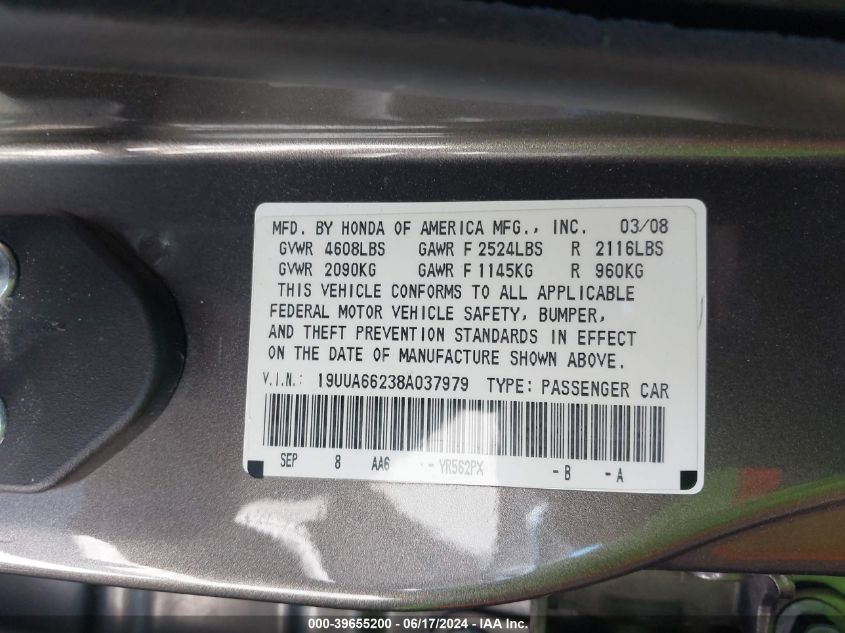 MFD. BY HONDA OF AMERICA MFG., INC. 03/08
GVWR 4608LBS GAWR F 2524LBS R 2116LBS
GVWR 2090KG GAWR F 1145KG R 960KG
THIS VEHICLE CONFORMS TO ALL APPLICABLE
FEDERAL MOTOR VEHICLE SAFETY, BUMPER,
AND THEFT PREVENTION STANDARDS IN EFFECT
ON THE DATE OF MANUFACTURE SHOWN ABOVE.
V.I.N.: 19UUA66238A037979 TYPE: PASSENGER CAR
SEP 8 AA6 -- YR562PX -B -A
000-39655200 - 06/17/2024 - IAA Inc.